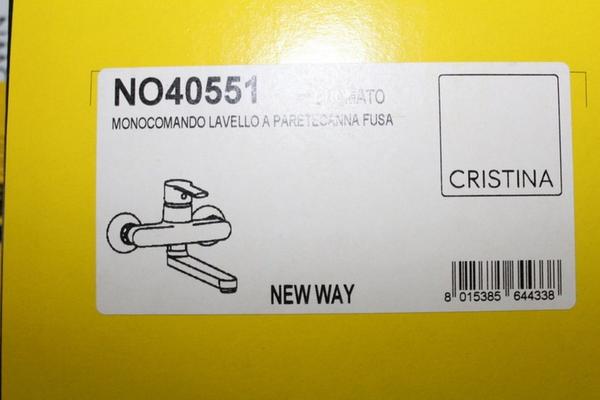 NO40551
MONOCOMANDO LAVELLO A PARETECANNA FUSA
CRISTINA
NEW WAY
8 015385 644338